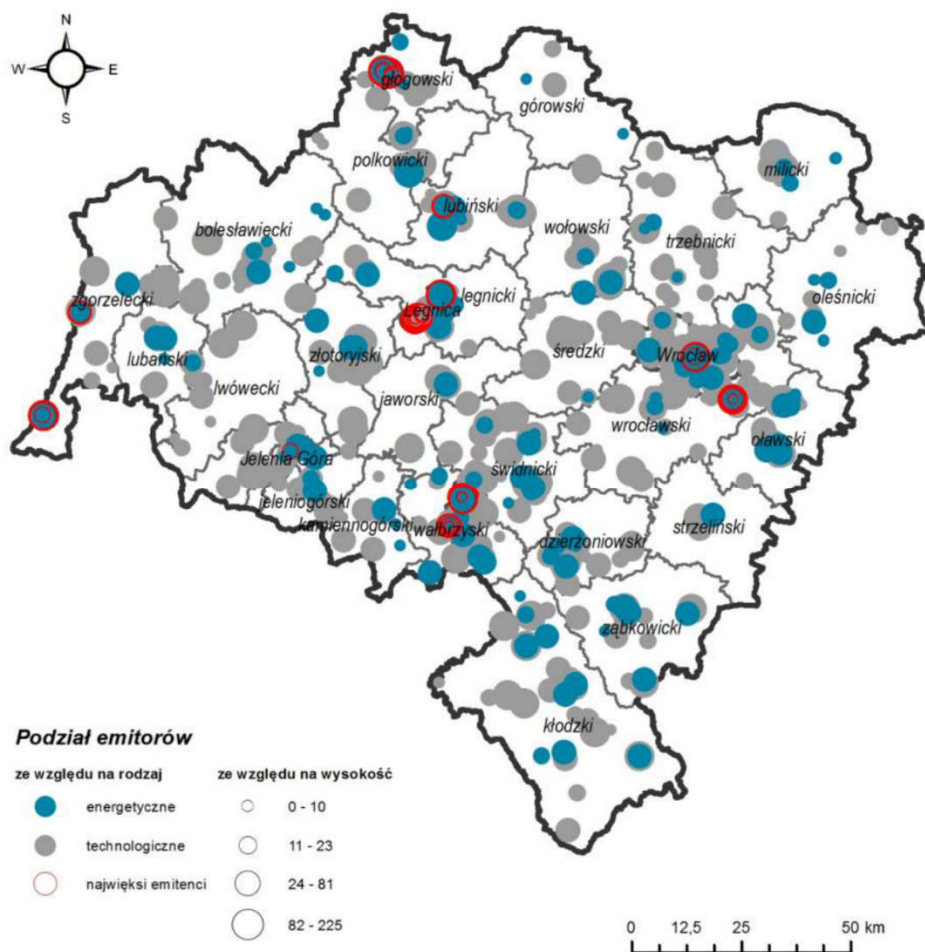 N
W E
S
głogowski
górowski
polkowicki
milicki
lubiński
bolesławiecki
wołowski
trzebnicki
zgorzelecki
legnicki
oleśnicki
Legnica
lubański
złotoryjski
średzki
Wrocław
lwówecki
jaworski
wrocławski
oławski
Jelenia Góra
świdnicki
jeleniogórski
kamiennogórski
wałbrzyski
strzeliński
dzierżoniowski
ząbkowicki
kłodzki
Podział emitorów
ze względu na rodzaj
ze względu na wysokość
energetyczne
0 - 10
technologiczne
11 - 23
najwięksi emitenci
24 - 81
82 - 225
0 12,5 25 50 km